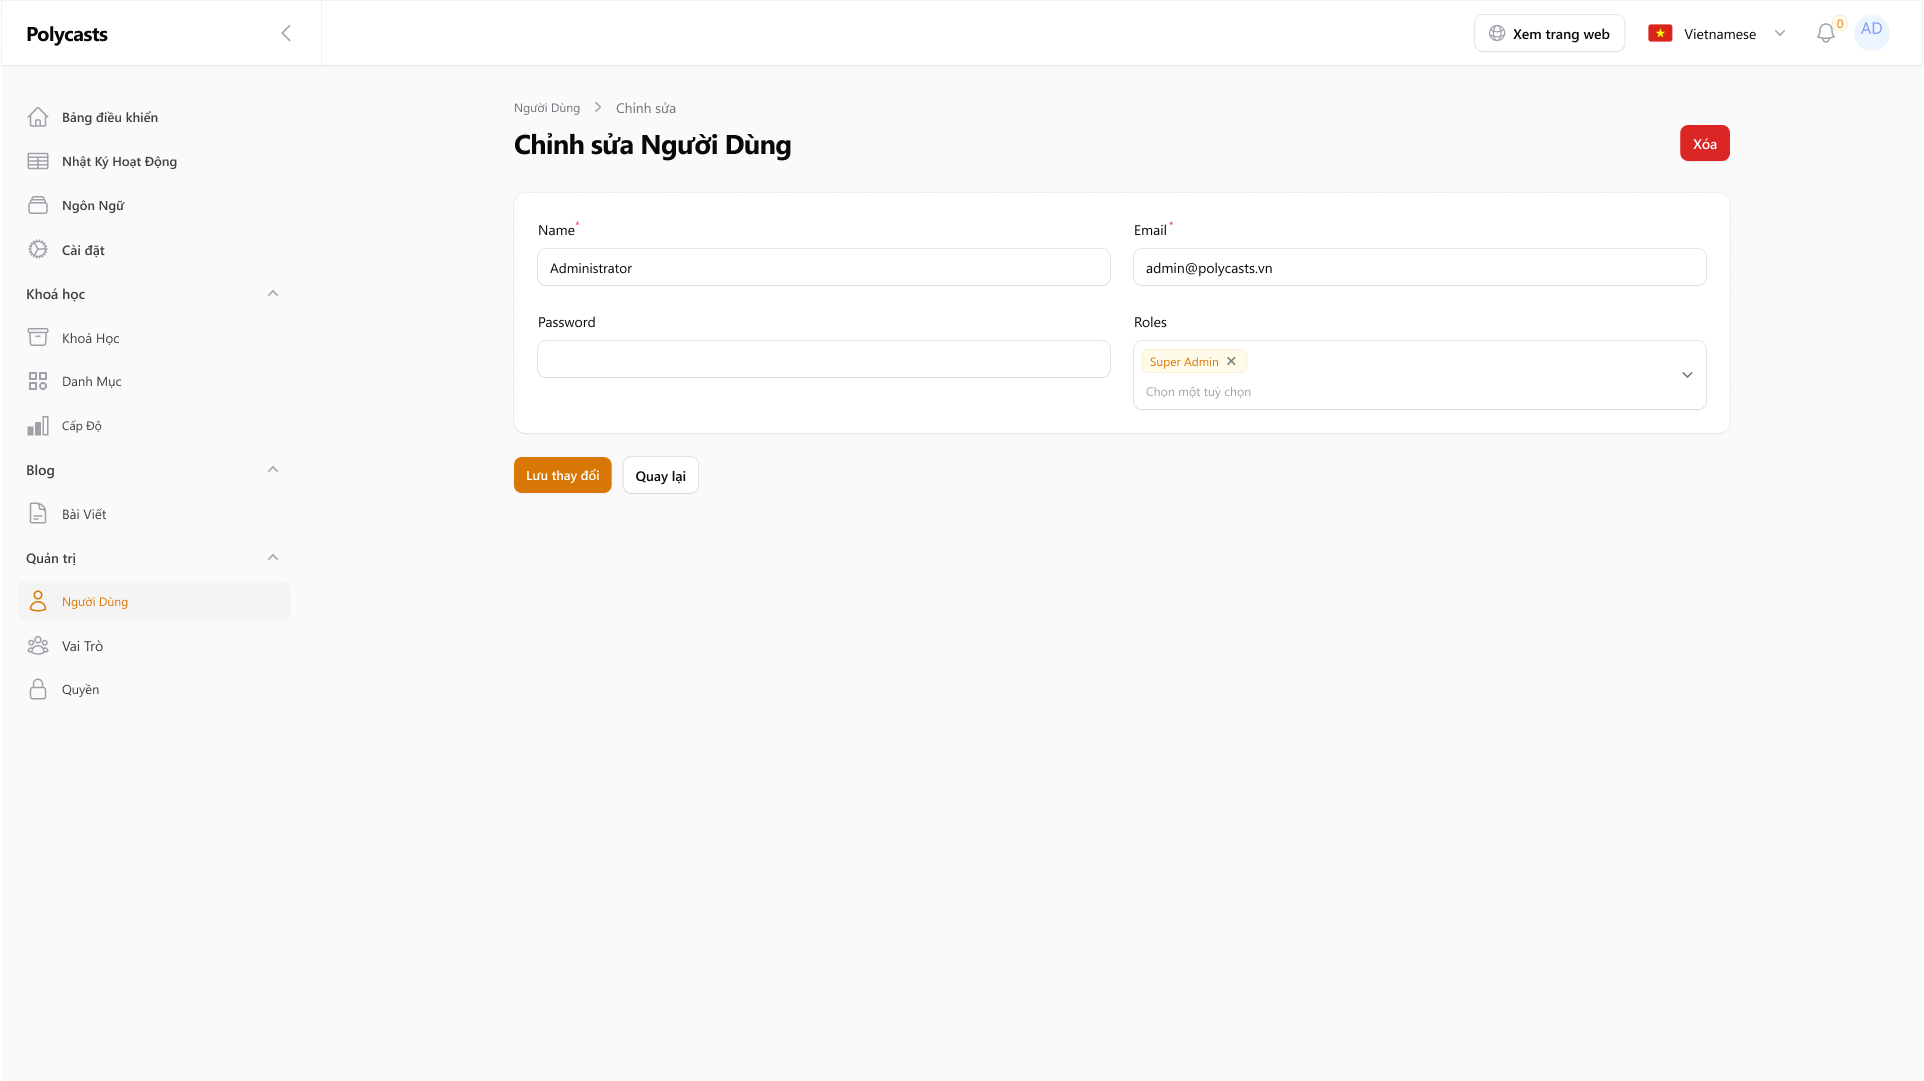 Polycasts
Xem trang web
Vietnamese
0
AD
Bảng điều khiển
Nhật Ký Hoạt Động
Ngôn Ngữ
Cài đặt
Khoá học
Khoá Học
Danh Mục
Cấp Độ
Blog
Bài Viết
Quản trị
Người Dùng
Vai Trò
Quyền
Người Dùng > Chỉnh sửa
Chỉnh sửa Người Dùng
Xóa
Name*
Email*
Administrator
admin@polycasts.vn
Password
Roles
Super Admin
Chọn một tuỳ chọn
Lưu thay đổi
Quay lại